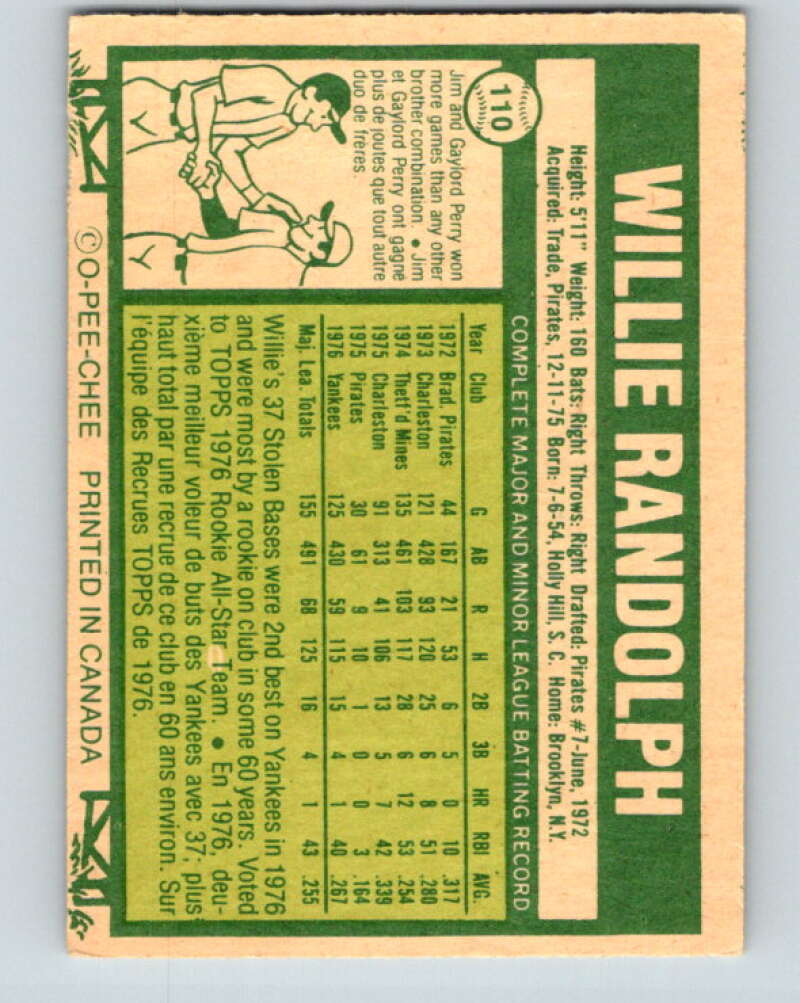 WILLIE RANDOLPH
Height: 5'11" Weight: 160 Bats: Right Throws: Right Drafted: Pirates #7-June, 1972
Acquired: Trade, Pirates, 12-11-75 Born: 7-6-54, Holly Hill, S. C. Home: Brooklyn, N.Y.
110
Jim and Gaylord Perry won
more games than any other
brother combination. ● Jim
et Gaylord Perry ont gagné
plus de joutes que tout autre
duo de frères.
COMPLETE MAJOR AND MINOR LEAGUE BATTING RECORD
Year Club G AB R H 2B 3B HR RBI AVG.
1972 Brad. Pirates 44 167 21 53 6 5 0 10 .317
1973 Charleston 121 428 93 120 25 6 8 51 .280
1974 Thetf'd Mines 135 461 103 117 28 6 12 53 .254
1975 Charleston 91 313 41 106 13 5 7 42 .339
1975 Pirates 30 61 9 10 1 0 0 3 .164
1976 Yankees 125 430 59 115 15 4 1 40 .267
Maj. Lea. Totals 155 491 68 125 16 4 1 43 .255
Willie's 37 Stolen Bases were 2nd best on Yankees in 1976
and were most by a rookie on club in some 60 years. Voted
to TOPPS 1976 Rookie All-Star Team. ● En 1976, deu-
xième meilleur voleur de buts des Yankees avec 37; plus
haut total par une recrue de ce club en 60 ans environ. Sur
l'équipe des Recrues TOPPS de 1976.
©O-PEE-CHEE PRINTED IN CANADA